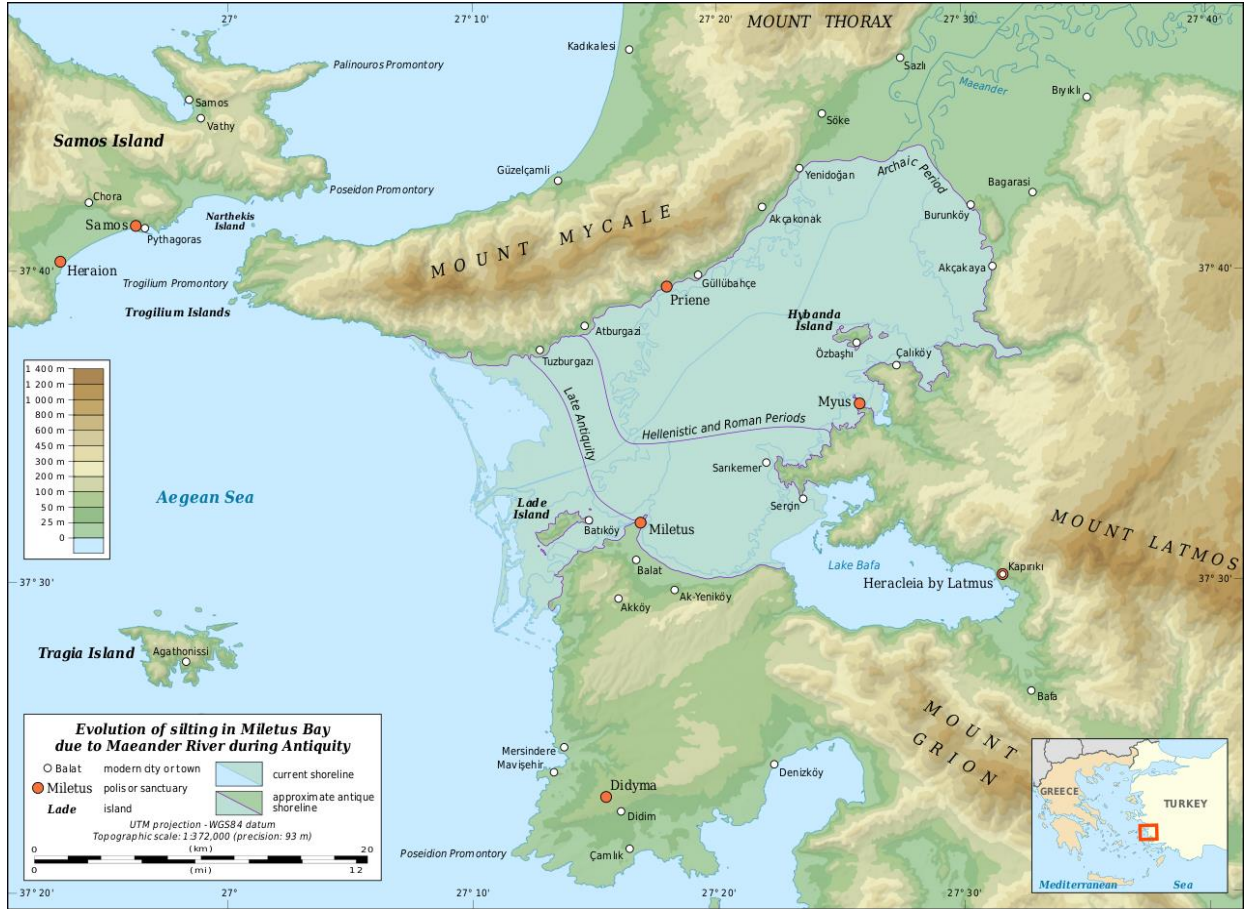 27°
27° 10'
27° 20'
27° 30'
27° 40'
MOUNT THORAX
Kadıkalesi
Sazlı
Palinouros Promontory
Maeander
Bıyıklı
Samos
Vathy
Söke
Samos Island
Güzelçamli
Yenidoğan
Archaic Period
Poseidon Promontory
Bagarasi
Chora
Narthekis
Island
Akçakonak
Burunköy
Samos
Pythagoras
MOUNT MYCALE
37° 40'
Heraion
Akçakaya
37° 40'
Trogilium Promontory
Güllübahçe
Priene
Trogilium Islands
Hybanda
Island
Atburgazi
Özbaşhı
Tuzburgazı
Çalıköy
1 400 m
1 200 m
1 000 m
800 m
600 m
450 m
300 m
200 m
100 m
50 m
25 m
0
Late Antiquity
Myus
Hellenistic and Roman Periods
Sarıkemer
Aegean Sea
Lade
Island
Serçin
Batıköy
Miletus
MOUNT LATMOS
Balat
Lake Bafa
Kapırıkı
37° 30'
Heracleia by Latmus
37° 30'
Akköy
Ak-Yeniköy
Tragia Island
Agathonissi
Bafa
MOUNT
GRION
Mersindere
Mavişehir
Denizköy
Didyma
Didim
Poseidion Promontory
Çamlık
Evolution of silting in Miletus Bay
due to Maeander River during Antiquity
Balat modern city or town
current shoreline
Miletus polis or sanctuary
approximate antique
shoreline
Lade island
UTM projection - WGS84 datum
Topographic scale: 1:372,000 (precision: 93 m)
0 (km) 20
0 (mi) 12
GREECE
TURKEY
Mediterranean Sea
37° 20'
27°
27° 10'
27° 20'
27° 30'